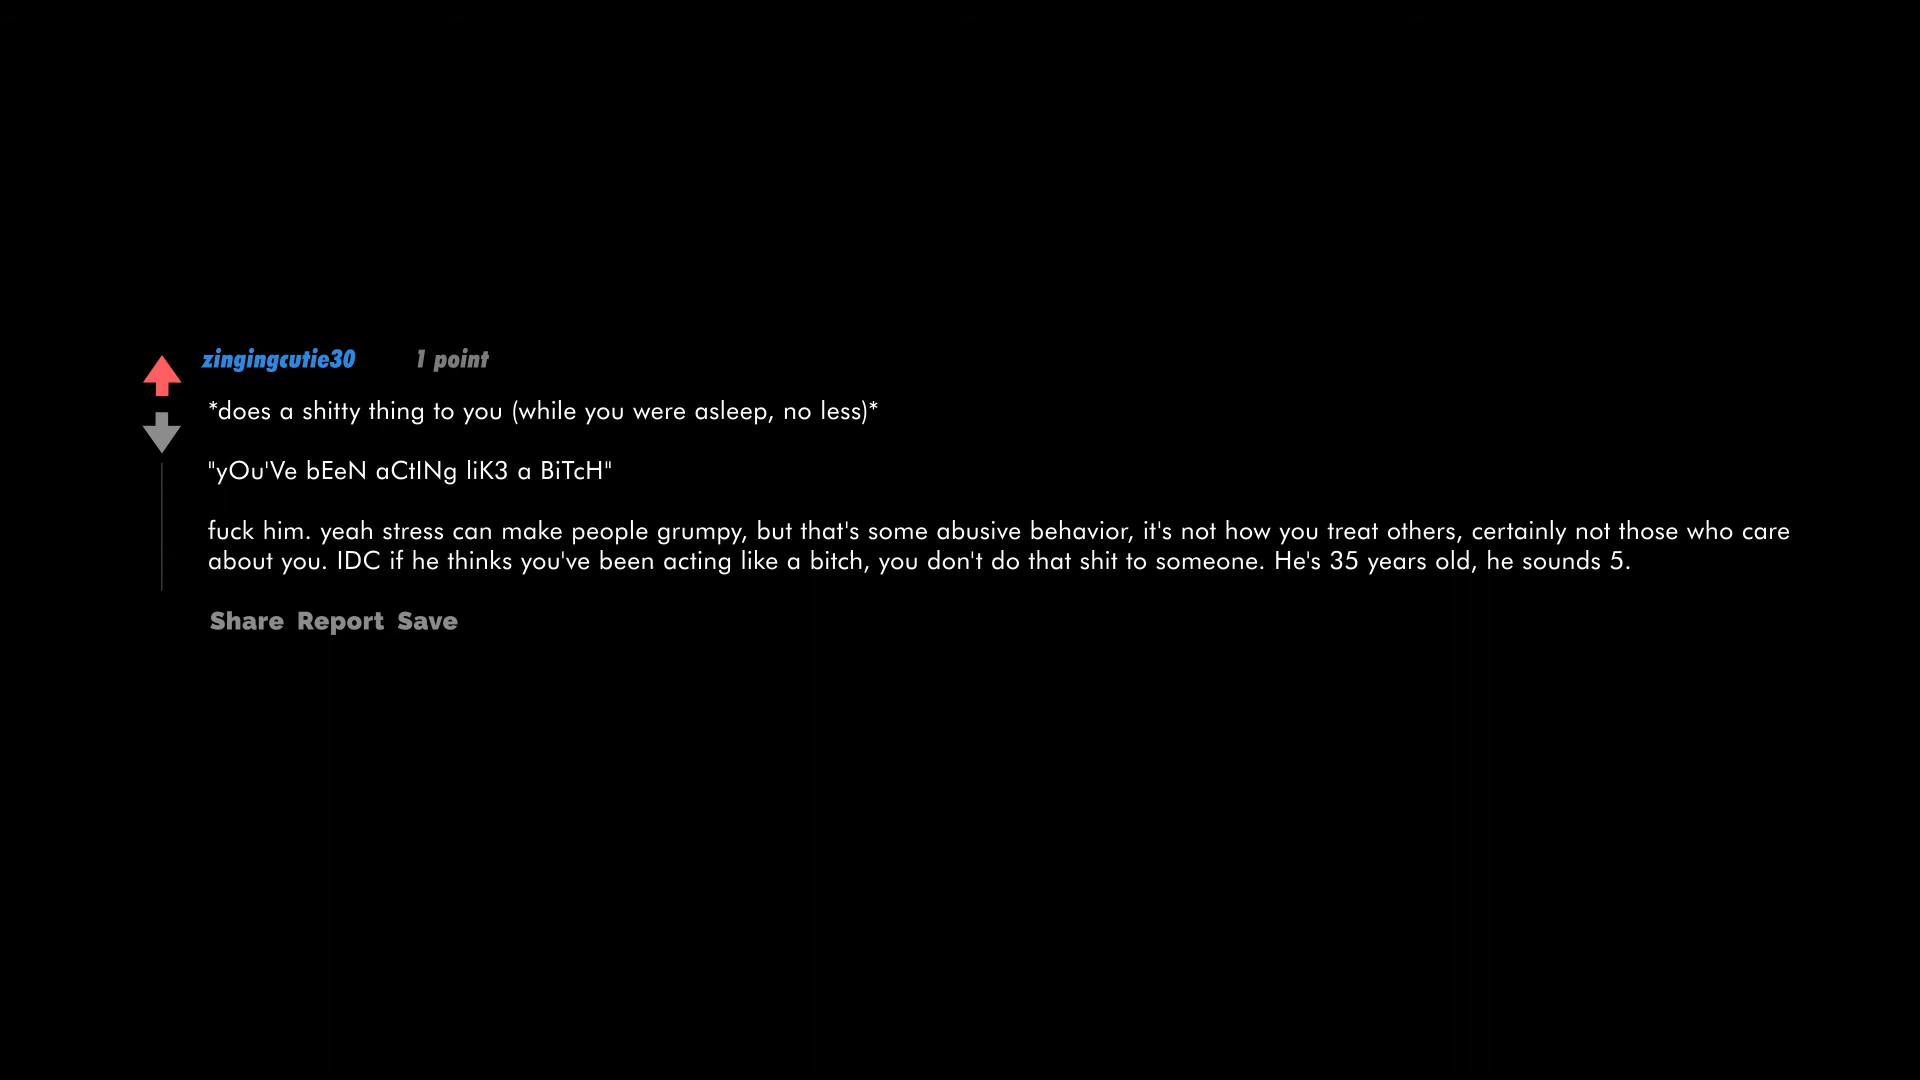 zingingcutie30 1 point
*does a shitty thing to you (while you were asleep, no less)*
"yOu'Ve bEeN aCtINg liK3 a BiTcH"
fuck him. yeah stress can make people grumpy, but that's some abusive behavior, it's not how you treat others, certainly not those who care
about you. IDC if he thinks you've been acting like a bitch, you don't do that shit to someone. He's 35 years old, he sounds 5.
Share Report Save